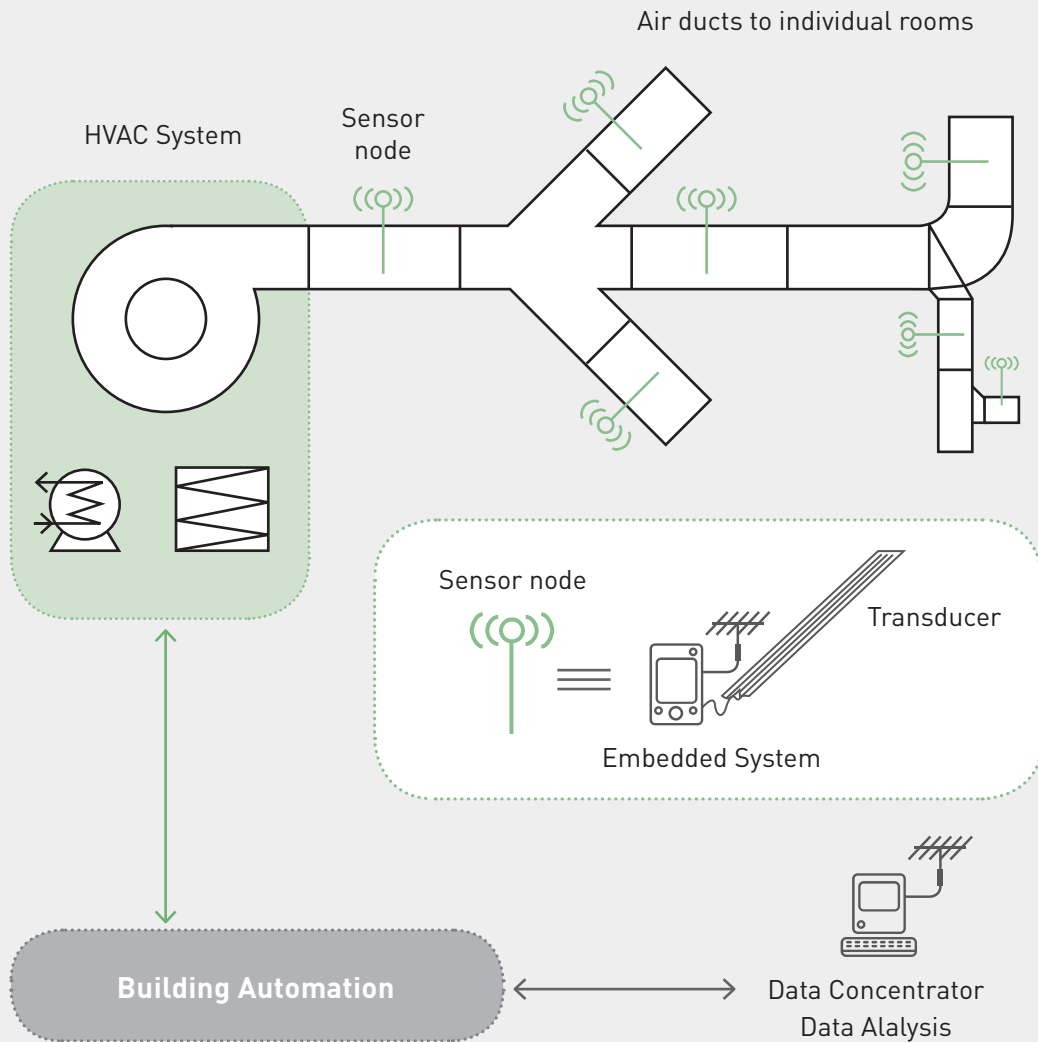 Air ducts to individual rooms
HVAC System
Sensor
node
Sensor node
Transducer
Embedded System
Building Automation
Data Concentrator
Data Alalysis